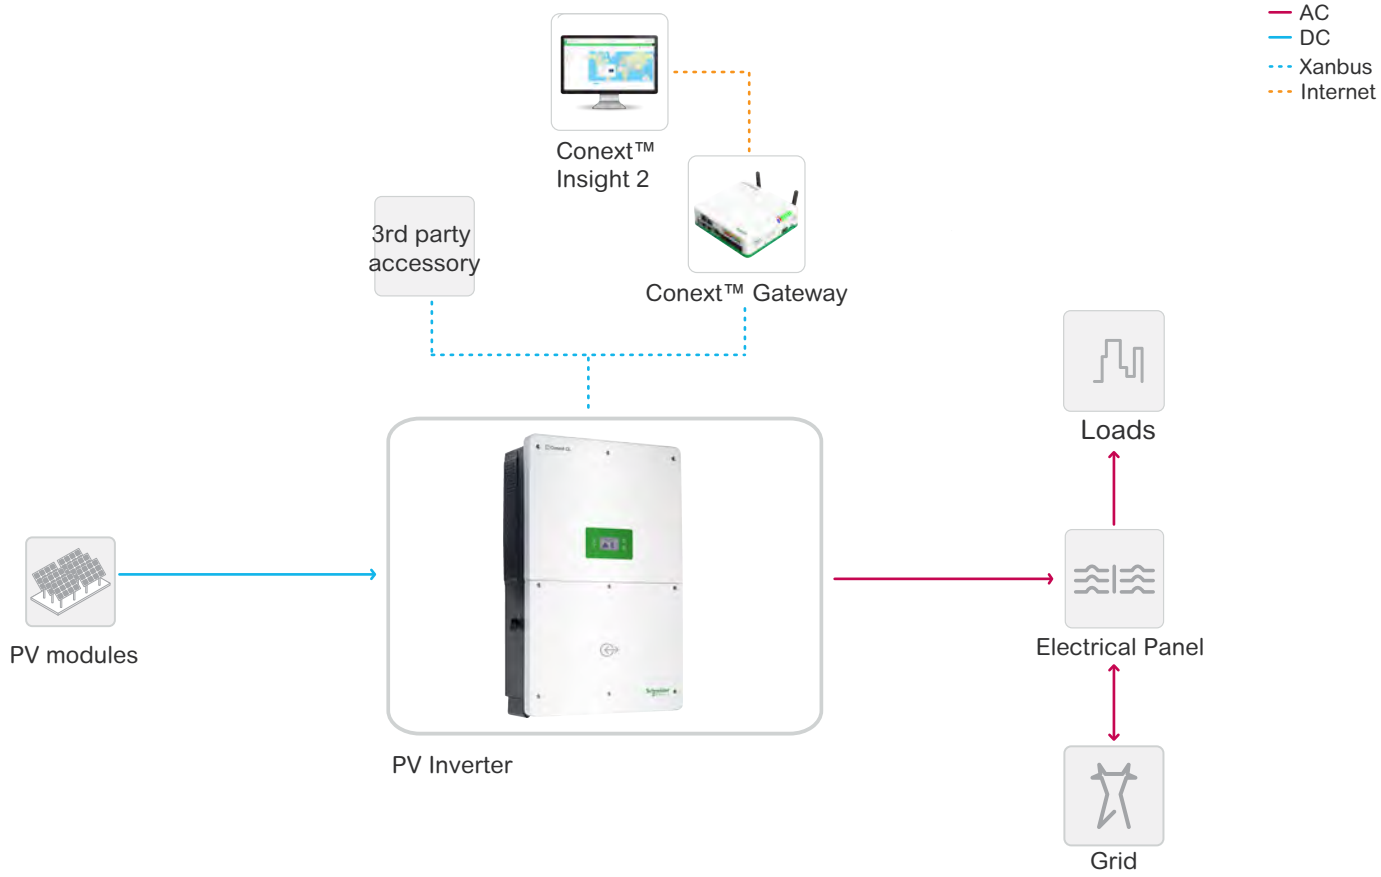 AC
DC
Xanbus
Internet
Conext™
Insight 2
3rd party
accessory
Conext™ Gateway
Loads
PV modules
Electrical Panel
Schneider
PV Inverter
Grid